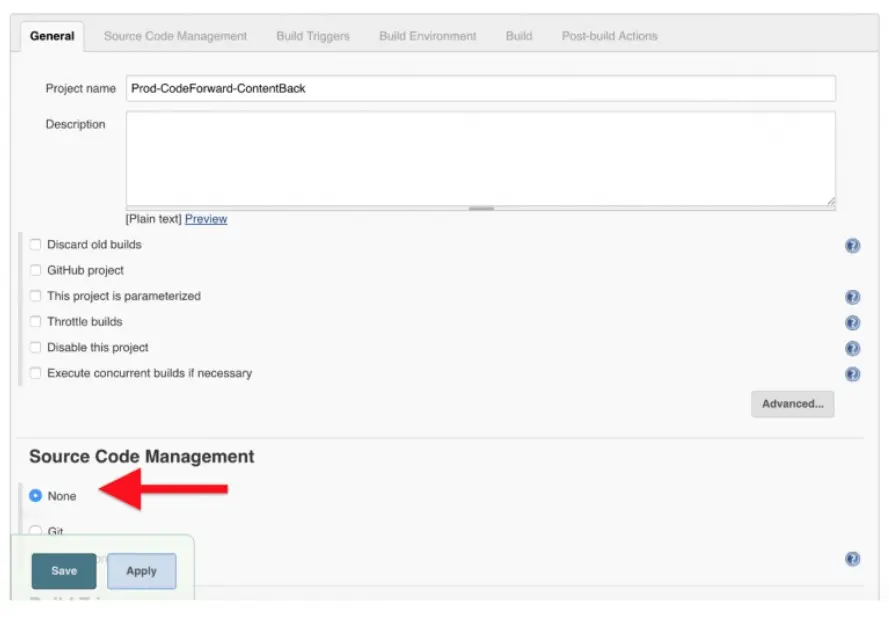 General Source Code Management Build Triggers Build Environment Build Post-build Actions
Project name Prod-CodeForward-ContentBack
Description
[Plain text] Preview
Discard old builds
GitHub project
This project is parameterized
Throttle builds
Disable this project
Execute concurrent builds if necessary
Advanced...
Source Code Management
None
Git
Save Apply